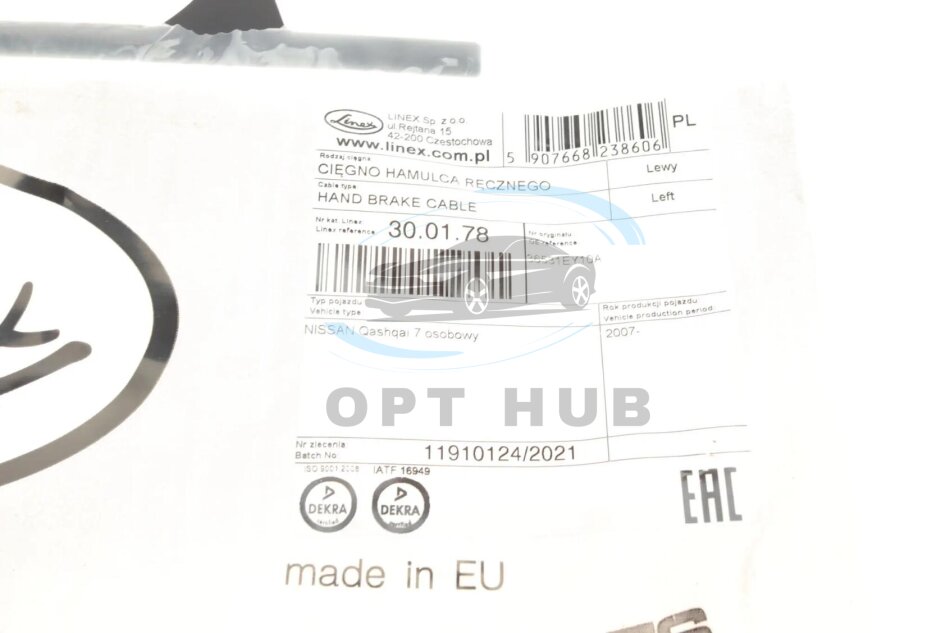 Linex
LINEX Sp. z o.o.
ul. Rejtana 15
42-200 Częstochowa
www.linex.com.pl
5 907668 238606
PL
Rodzaj cięgna
CIĘGNO HAMULCA RĘCZNEGO
Cable type
HAND BRAKE CABLE
Lewy
Left
Nr kat. Linex
Linex reference
30.01.78
Nr oryginału
OE reference
36531EY10A
Typ pojazdu
Vehicle type
NISSAN Qashqai 7 osobowy
Rok produkcji pojazdu
Vehicle production period
2007-
OPT HUB
Nr zlecenia
Batch No
11910124/2021
ISO 9001:2008
IATF 16949
DEKRA
DEKRA
EAC
made in EU